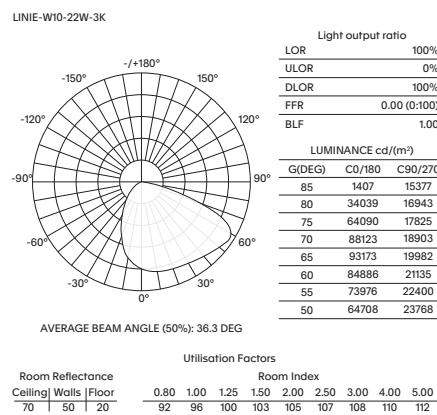 LINIE-W10-22W-3K
-/+180°
-150° 150°
-120° 120°
-90° 90°
-60° 60°
-30° 30°
0°
AVERAGE BEAM ANGLE (50%): 36.3 DEG
Light output ratio
LOR 100%
ULOR 0%
DLOR 100%
FFR 0.00 (0:100)
BLF 1.00
LUMINANCE cd/(m²)
G(DEG) C0/180 C90/270
85 1407 15377
80 34039 16943
75 64090 17825
70 88123 18903
65 93173 19982
60 84886 21135
55 73976 22400
50 64708 23768
Utilisation Factors
Room Reflectance Room Index
Ceiling Walls Floor 0.80 1.00 1.25 1.50 2.00 2.50 3.00 4.00 5.00
70 50 20 92 96 100 103 105 107 108 110 112